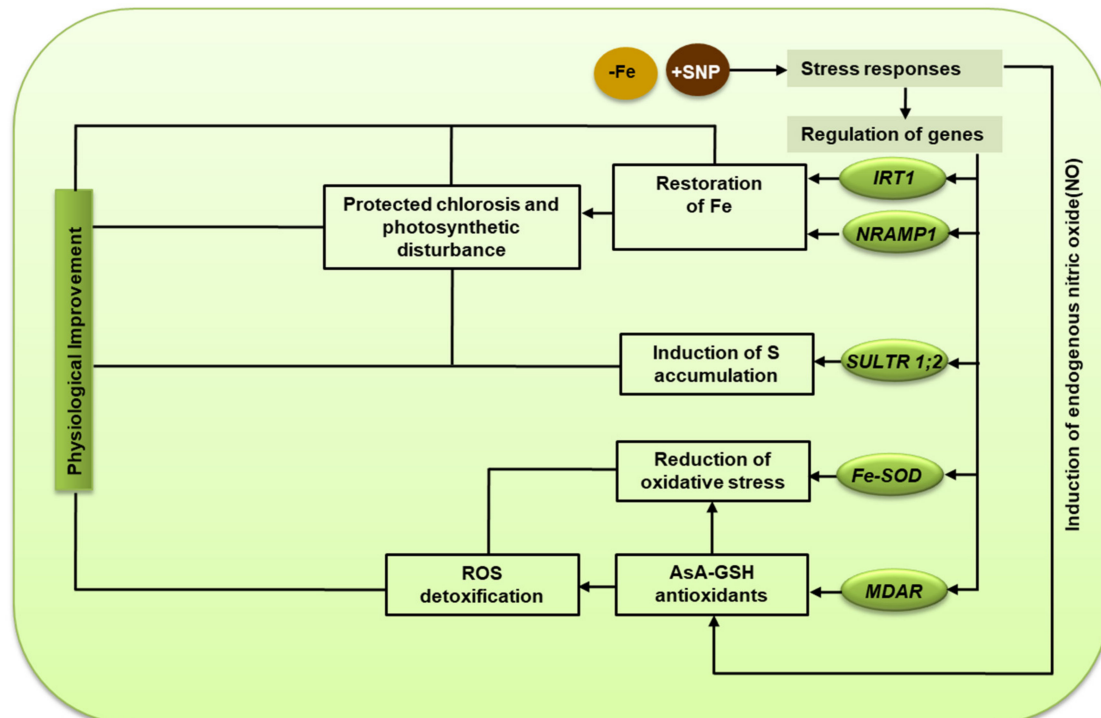 -Fe
+SNP
Stress responses
Regulation of genes
IRT1
Restoration
of Fe
NRAMP1
Protected chlorosis and
photosynthetic
disturbance
Induction of S
accumulation
SULTR 1;2
Reduction of
oxidative stress
Fe-SOD
ROS
detoxification
AsA-GSH
antioxidants
MDAR
Physiological Improvement
Induction of endogenous nitric oxide(NO)